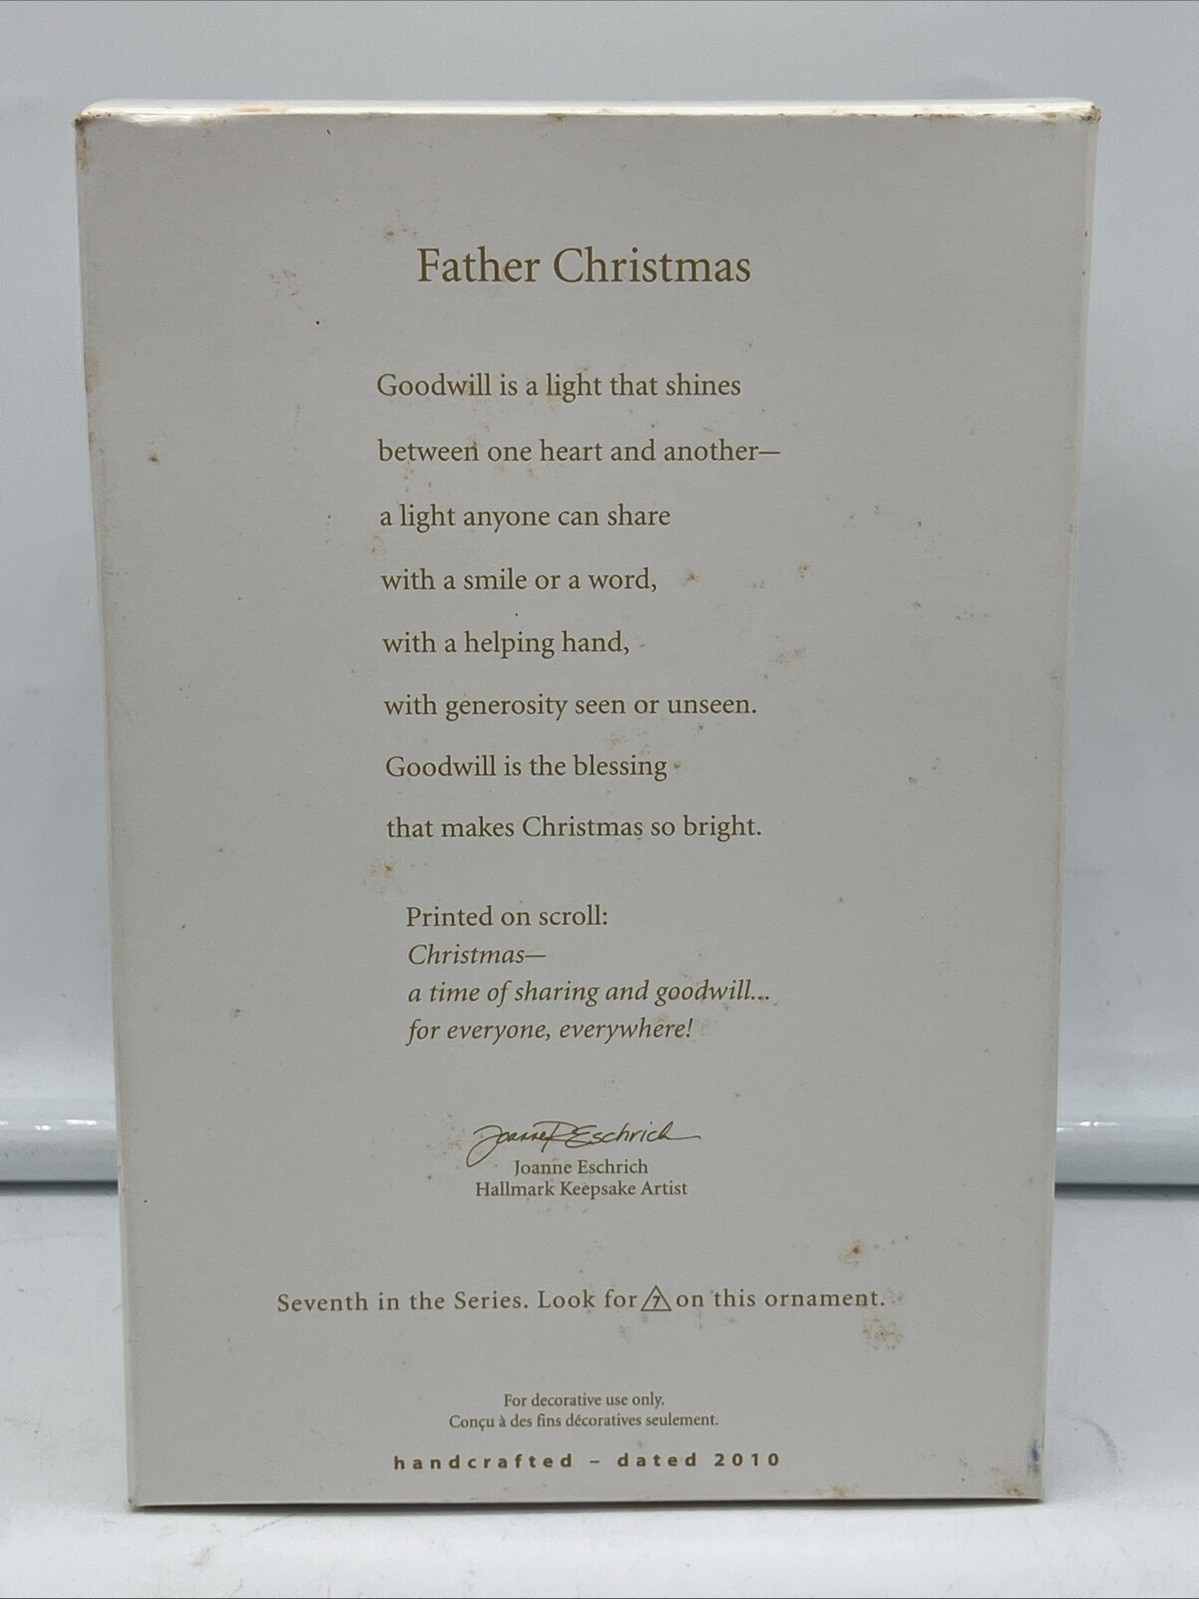 Father Christmas
Goodwill is a light that shines
between one heart and another—
a light anyone can share
with a smile or a word,
with a helping hand,
with generosity seen or unseen.
Goodwill is the blessing
that makes Christmas so bright.
Printed on scroll:
Christmas—
a time of sharing and goodwill...
for everyone, everywhere!
Joanne R Eschrich
Joanne Eschrich
Hallmark Keepsake Artist
Seventh in the Series. Look for 7 on this ornament.
For decorative use only.
Conçu à des fins décoratives seulement.
handcrafted – dated 2010